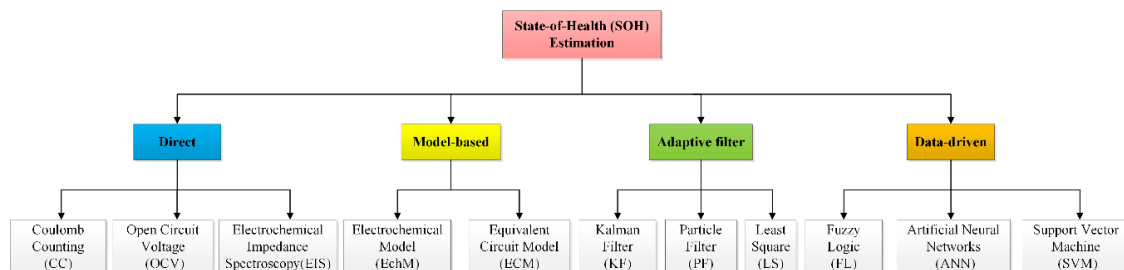 State-of-Health (SOH)
Estimation
Direct
Model-based
Adaptive filter
Data-driven
Coulomb
Counting
(CC)
Open Circuit
Voltage
(OCV)
Electrochemical
Impedance
Spectroscopy(EIS)
Electrochemical
Model
(EchM)
Equivalent
Circuit Model
(ECM)
Kalman
Filter
(KF)
Particle
Filter
(PF)
Least
Square
(LS)
Fuzzy
Logic
(FL)
Artificial Neural
Networks
(ANN)
Support Vector
Machine
(SVM)